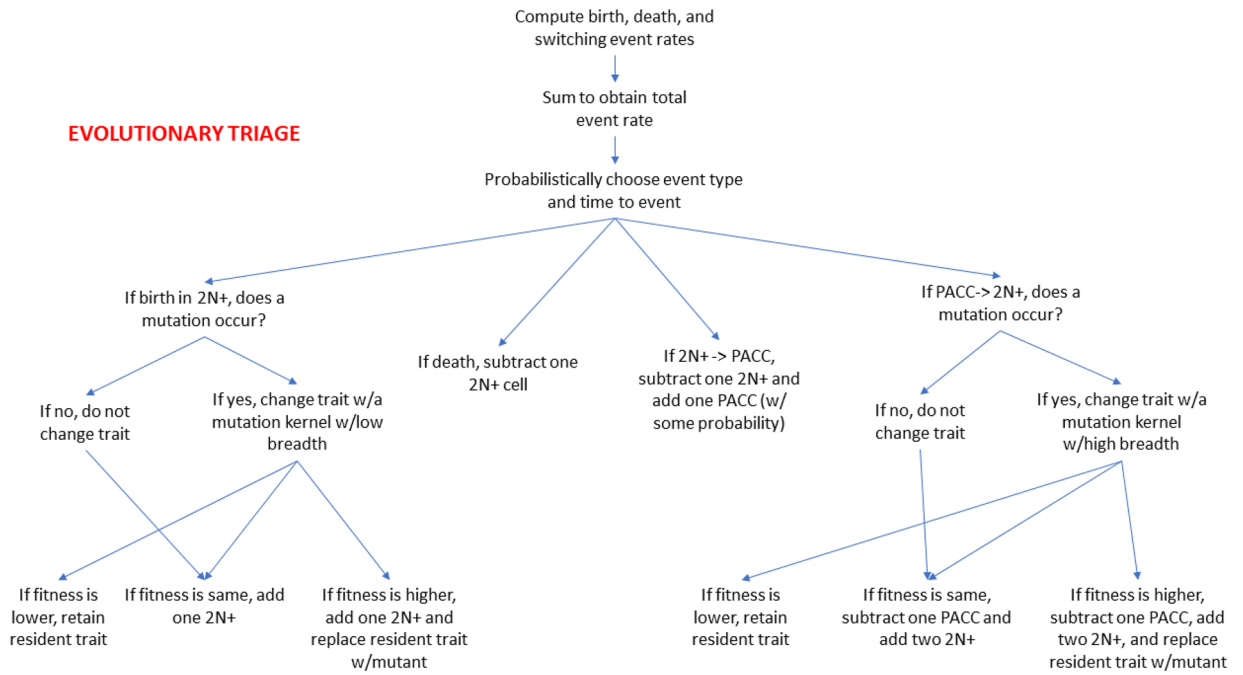 Compute birth, death, and
switching event rates
Sum to obtain total
event rate
EVOLUTIONARY TRIAGE
Probabilistically choose event type
and time to event
If birth in 2N+, does a
mutation occur?
If death, subtract one
2N+ cell
If 2N+ -> PACC,
subtract one 2N+ and
add one PACC (w/
some probability)
If PACC-> 2N+, does a
mutation occur?
If no, do not
change trait
If yes, change trait w/a
mutation kernel w/low
breadth
If no, do not
change trait
If yes, change trait w/a
mutation kernel
w/high breadth
If fitness is
lower, retain
resident trait
If fitness is same, add
one 2N+
If fitness is higher,
add one 2N+ and
replace resident trait
w/mutant
If fitness is
lower, retain
resident trait
If fitness is same,
subtract one PACC and
add two 2N+
If fitness is higher,
subtract one PACC, add
two 2N+, and replace
resident trait w/mutant